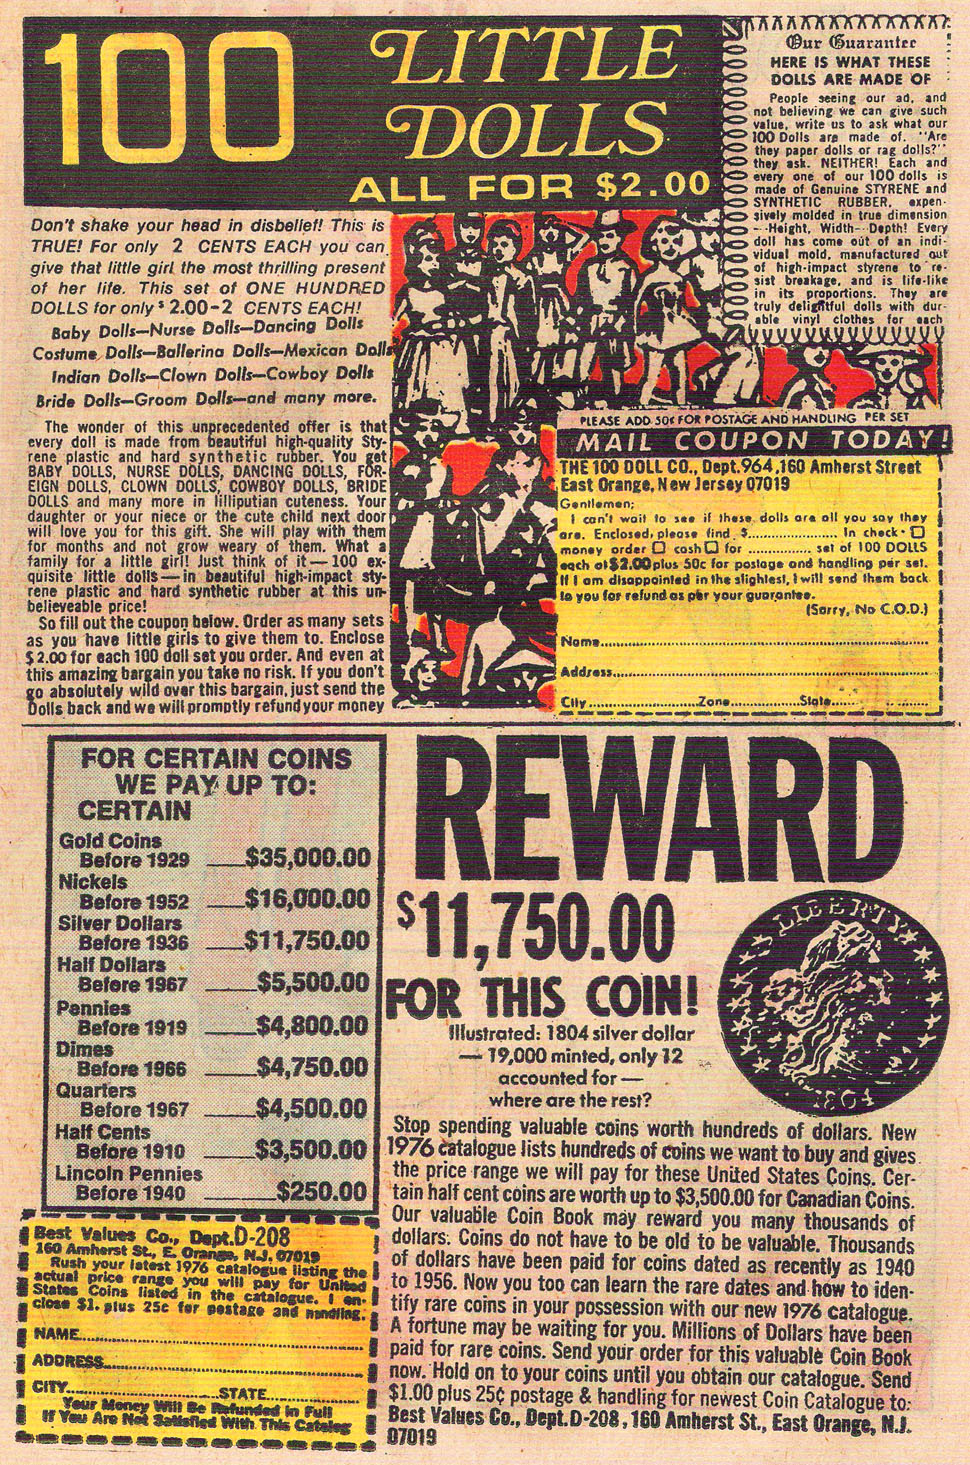 100
LITTLE
DOLLS
ALL FOR $2.00
Don't shake your head in disbelief! This is
TRUE! For only 2 CENTS EACH you can
give that little girl the most thrilling present
of her life. This set of ONE HUNDRED
DOLLS for only $2.00-2 CENTS EACH!
Baby Dolls—Nurse Dolls—Dancing Dolls
Costume Dolls—Ballerina Dolls—Mexican Dolls
Indian Dolls—Clown Dolls—Cowboy Dolls
Bride Dolls—Groom Dolls—and many more.
The wonder of this unprecedented offer is that
every doll is made from beautiful high-quality Sty-
rene plastic and hard synthetic rubber. You get
BABY DOLLS, NURSE DOLLS, DANCING DOLLS, FOR-
EIGN DOLLS, CLOWN DOLLS, COWBOY DOLLS, BRIDE
DOLLS and many more in lilliputian cuteness. Your
daughter or your niece or the cute child next door
will love you for this gift. She will play with them
for months and not grow weary of them. What a
family for a little girl! Just think of it—100 ex-
quisite little dolls—in beautiful high-impact sty-
rene plastic and hard synthetic rubber at this un-
believeable price!
So fill out the coupon below. Order as many sets
as you have little girls to give them to. Enclose
$2.00 for each 100 doll set you order. And even at
this amazing bargain you take no risk. If you don't
go absolutely wild over this bargain, just send the
Dolls back and we will promptly refund your money
Our Guarantee
HERE IS WHAT THESE
DOLLS ARE MADE OF
People seeing our ad, and
not believing we can give such
value, write us to ask what our
100 Dolls are made of. "Are
they paper dolls or rag dolls?"
they ask. NEITHER! Each and
every one of our 100 dolls is
made of Genuine STYRENE and
SYNTHETIC RUBBER, expen-
sively molded in true dimension
--Height, Width--Depth! Every
doll has come out of an indi-
vidual mold, manufactured out
of high-impact styrene to re-
sist breakage, and is life-like
in its proportions. They are
truly delightful dolls with dur-
able vinyl clothes for each
PLEASE ADD 50¢ FOR POSTAGE AND HANDLING PER SET
MAIL COUPON TODAY!
THE 100 DOLL CO., Dept. 964, 160 Amherst Street
East Orange, New Jersey 07019
Gentlemen;
I can't wait to see if these dolls are all you say they
are. Enclosed, please find $.................... In check-☐
money order ☐ cash ☐ for .............. set of 100 DOLLS
each at $2.00 plus 50c for postage and handling per set.
If I am disappointed in the slightest, I will send them back
to you for refund as per your guarantee.
(Sorry, No C.O.D.)
Name........................
Address........................
City................Zone................State................
FOR CERTAIN COINS
WE PAY UP TO:
CERTAIN
Gold Coins
Before 1929 ___$35,000.00
Nickels
Before 1952 ___$16,000.00
Silver Dollars
Before 1936 ___$11,750.00
Half Dollars
Before 1967 ___$5,500.00
Pennies
Before 1919 ___$4,800.00
Dimes
Before 1966 ___$4,750.00
Quarters
Before 1967 ___$4,500.00
Half Cents
Before 1910 ___$3,500.00
Lincoln Pennies
Before 1940 ___$250.00
Best Values Co., Dept. D-208
160 Amherst St., E. Orange, N.J. 07019
Rush your latest 1976 catalogue listing the
actual price range you will pay for United
States Coins listed in the catalogue. I en-
close $1. plus 25c for postage and handling.
NAME........................
ADDRESS........................
CITY................STATE................
Your Money Will Be Refunded in Full
If You Are Not Satisfied With This Catalog
REWARD
$11,750.00
FOR THIS COIN!
LIBERTY
1804
Illustrated: 1804 silver dollar
— 19,000 minted, only 12
accounted for —
where are the rest?
Stop spending valuable coins worth hundreds of dollars. New
1976 catalogue lists hundreds of coins we want to buy and gives
the price range we will pay for these United States Coins. Cer-
tain half cent coins are worth up to $3,500.00 for Canadian Coins.
Our valuable Coin Book may reward you many thousands of
dollars. Coins do not have to be old to be valuable. Thousands
of dollars have been paid for coins dated as recently as 1940
to 1956. Now you too can learn the rare dates and how to iden-
tify rare coins in your possession with our new 1976 catalogue.
A fortune may be waiting for you. Millions of Dollars have been
paid for rare coins. Send your order for this valuable Coin Book
now. Hold on to your coins until you obtain our catalogue. Send
$1.00 plus 25¢ postage & handling for newest Coin Catalogue to:
Best Values Co., Dept. D-208, 160 Amherst St., East Orange, N.J.
07019